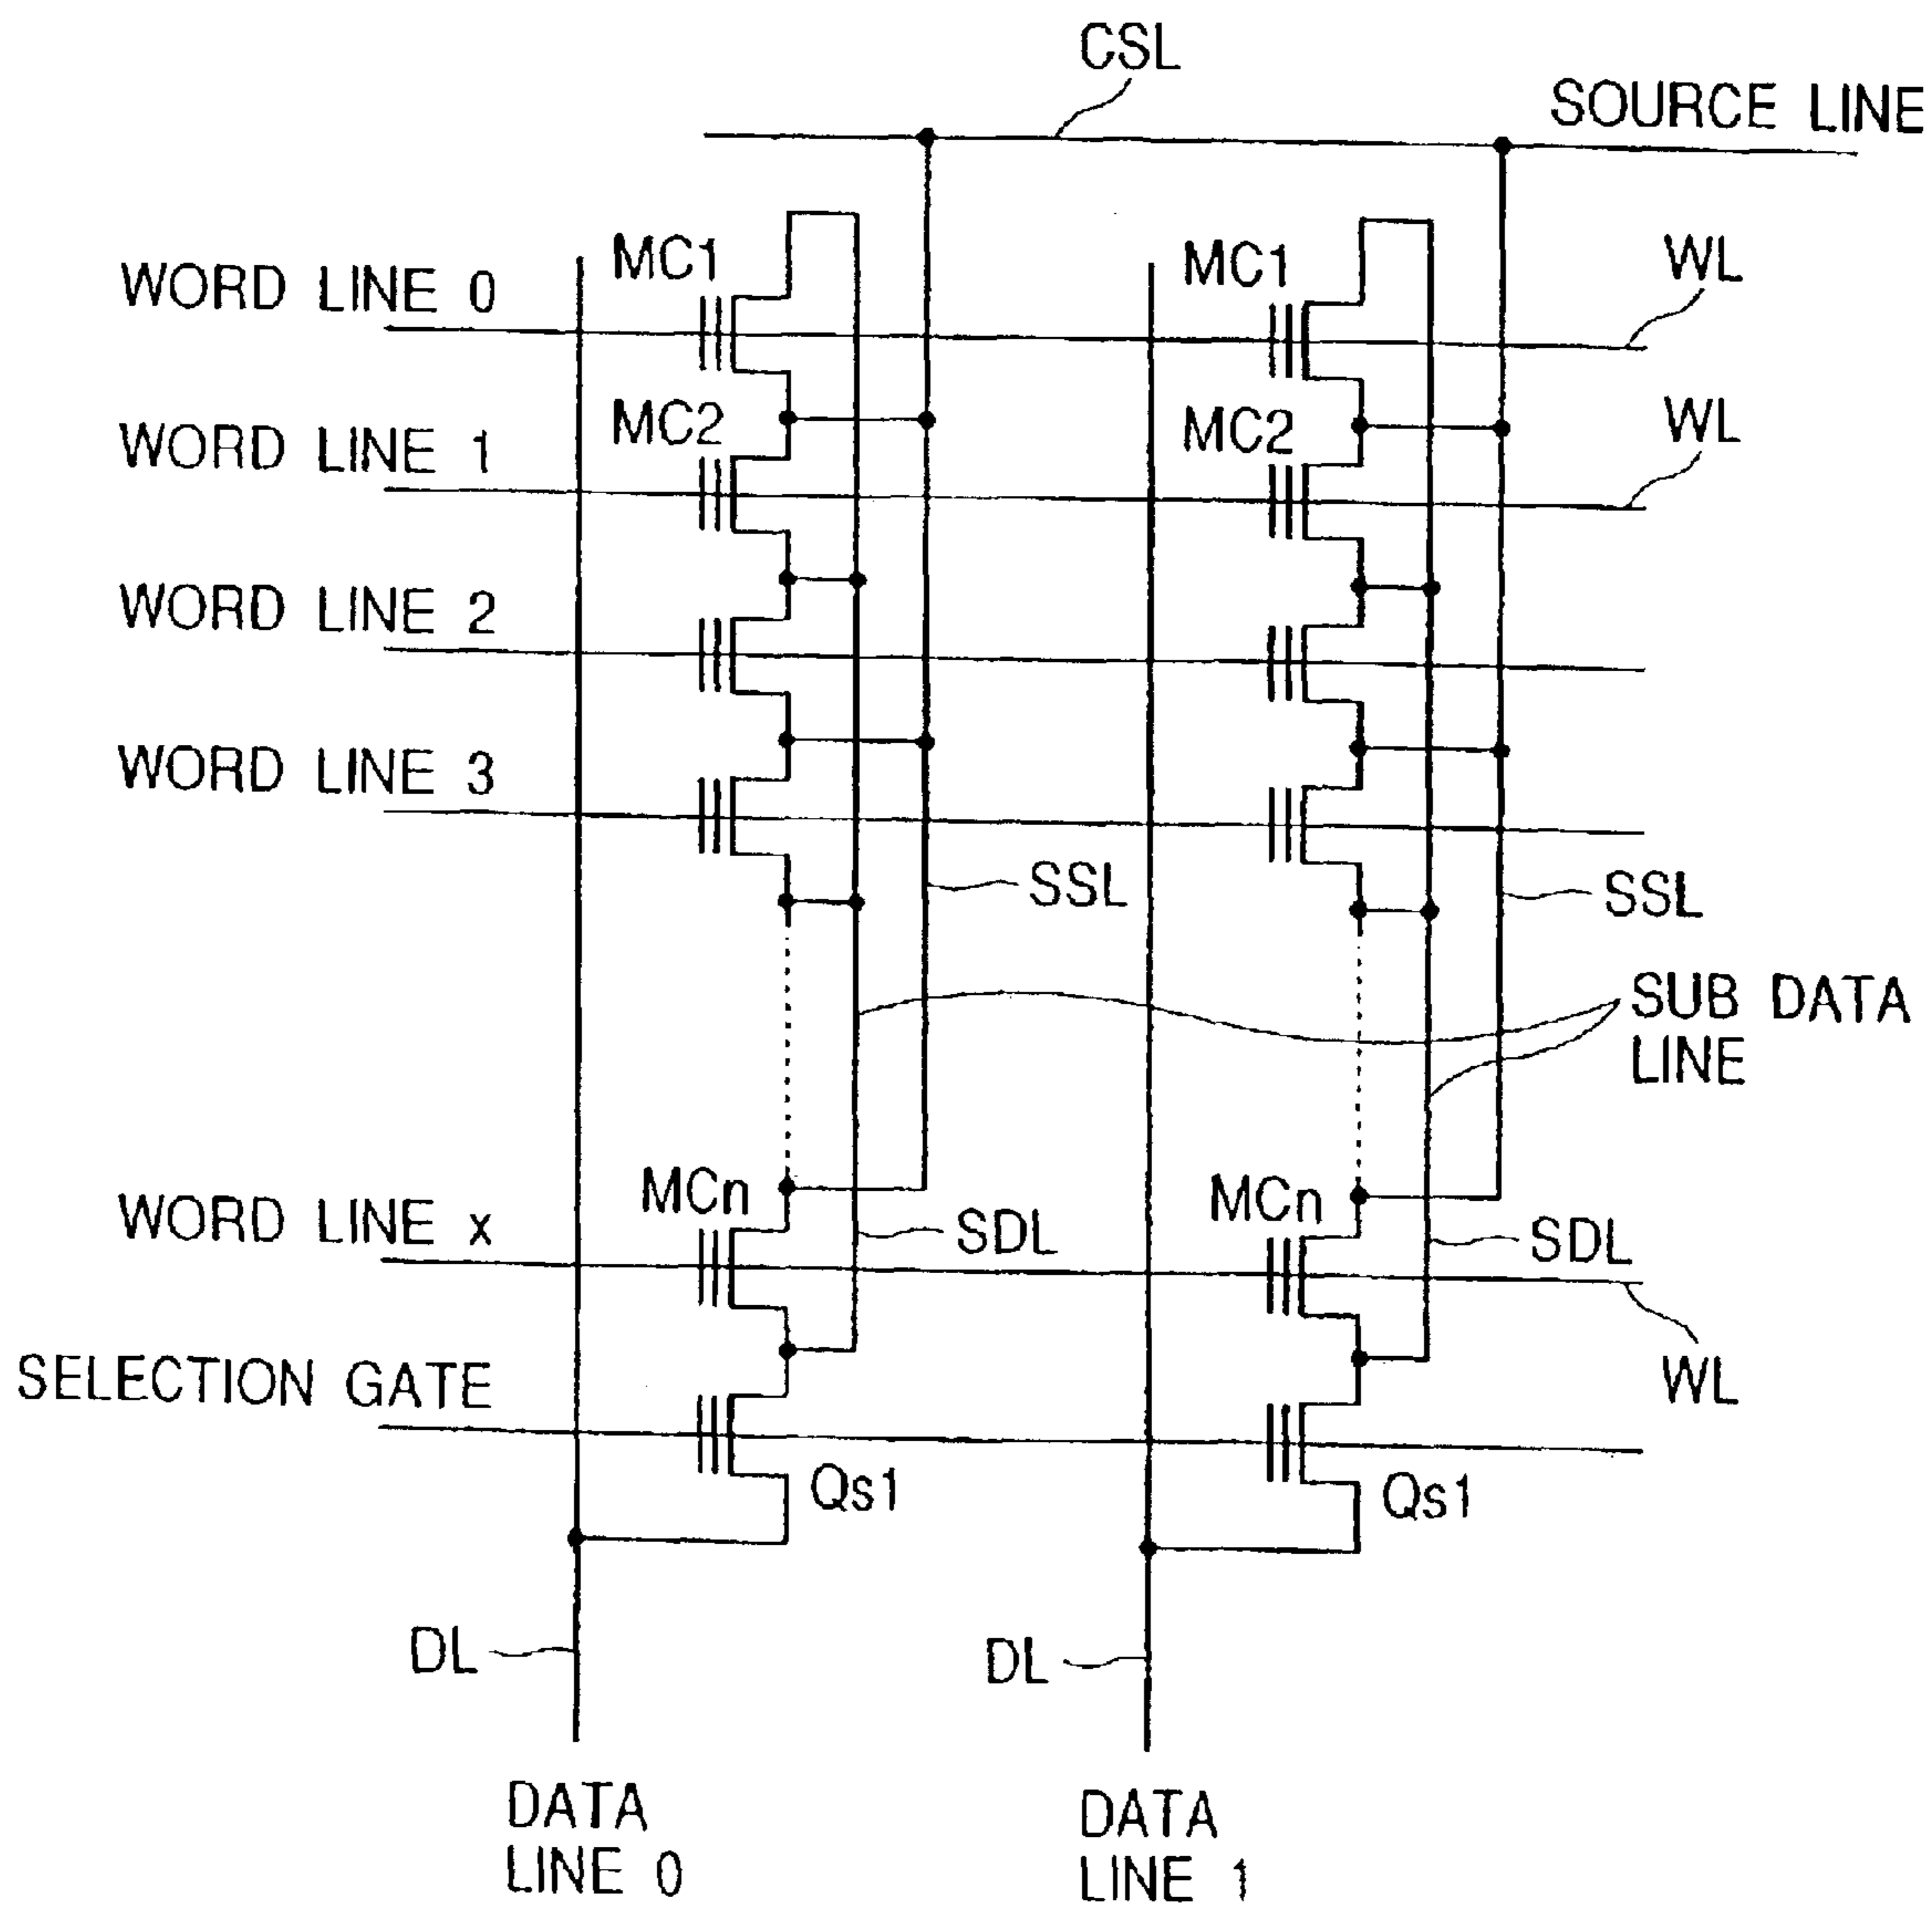 CSL
SOURCE LINE
MC1
MC1
WL
WORD LINE 0
MC2
MC2
WL
WORD LINE 1
WORD LINE 2
WORD LINE 3
SSL
SSL
SUB DATA
LINE
MCn
MCn
WORD LINE x
SDL
SDL
SELECTION GATE
WL
Qs1
Qs1
DL
DL
DATA
LINE 0
DATA
LINE 1